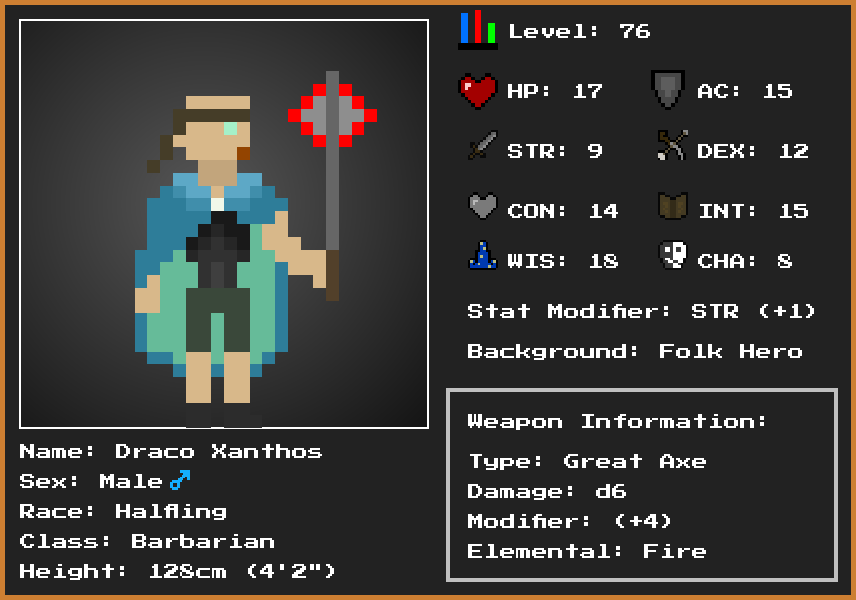 Level: 76
HP: 17 AC: 15
STR: 9 DEX: 12
CON: 14 INT: 15
WIS: 18 CHA: 8
Stat Modifier: STR (+1)
Background: Folk Hero
Weapon Information:
Type: Great Axe
Damage: d6
Modifier: (+4)
Elemental: Fire
Name: Draco Xanthos
Sex: Male ♂
Race: Halfling
Class: Barbarian
Height: 128cm (4'2")